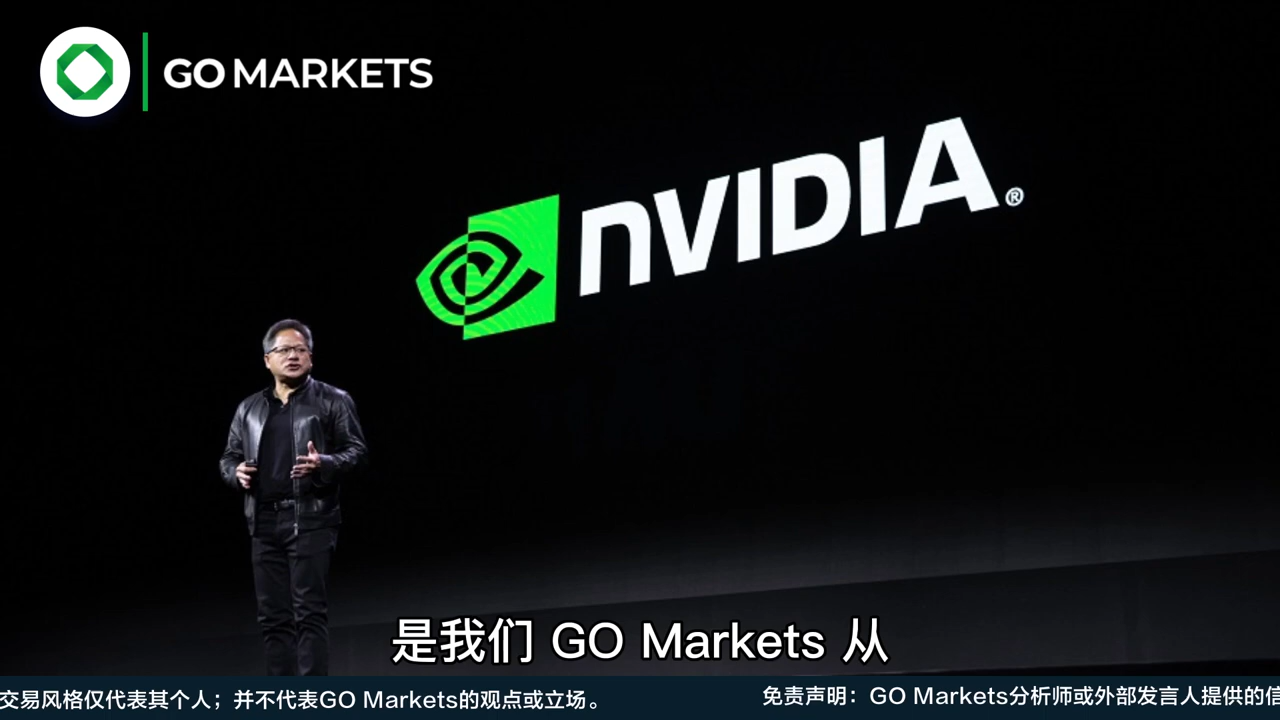 GO MARKETS
NVIDIA®
是我们 GO Markets 从
交易风格仅代表其个人；并不代表GO Markets的观点或立场。
免责声明：GO Markets分析师或外部发言人提供的信